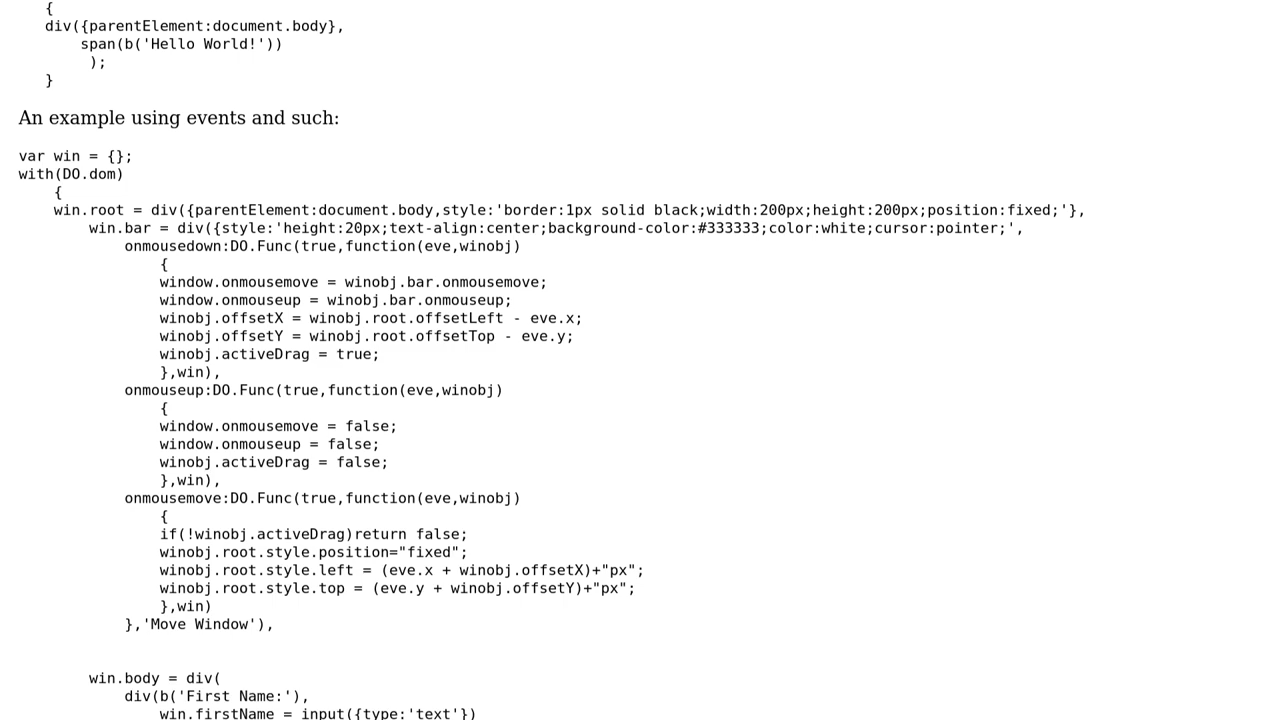 {
div({parentElement:document.body},
span(b('Hello World!'))
);
}
An example using events and such:
var win = {};
with(DO.dom)
{
win.root = div({parentElement:document.body,style:'border:1px solid black;width:200px;height:200px;position:fixed;'},
win.bar = div({style:'height:20px;text-align:center;background-color:#333333;color:white;cursor:pointer;',
onmousedown:DO.Func(true,function(eve,winobj)
{
window.onmousemove = winobj.bar.onmousemove;
window.onmouseup = winobj.bar.onmouseup;
winobj.offsetX = winobj.root.offsetLeft - eve.x;
winobj.offsetY = winobj.root.offsetTop - eve.y;
winobj.activeDrag = true;
},win),
onmouseup:DO.Func(true,function(eve,winobj)
{
window.onmousemove = false;
window.onmouseup = false;
winobj.activeDrag = false;
},win),
onmousemove:DO.Func(true,function(eve,winobj)
{
if(!winobj.activeDrag)return false;
winobj.root.style.position="fixed";
winobj.root.style.left = (eve.x + winobj.offsetX)+"px";
winobj.root.style.top = (eve.y + winobj.offsetY)+"px";
},win)
},'Move Window'),
win.body = div(
div(b('First Name:'),
win.firstName = input({type:'text'})